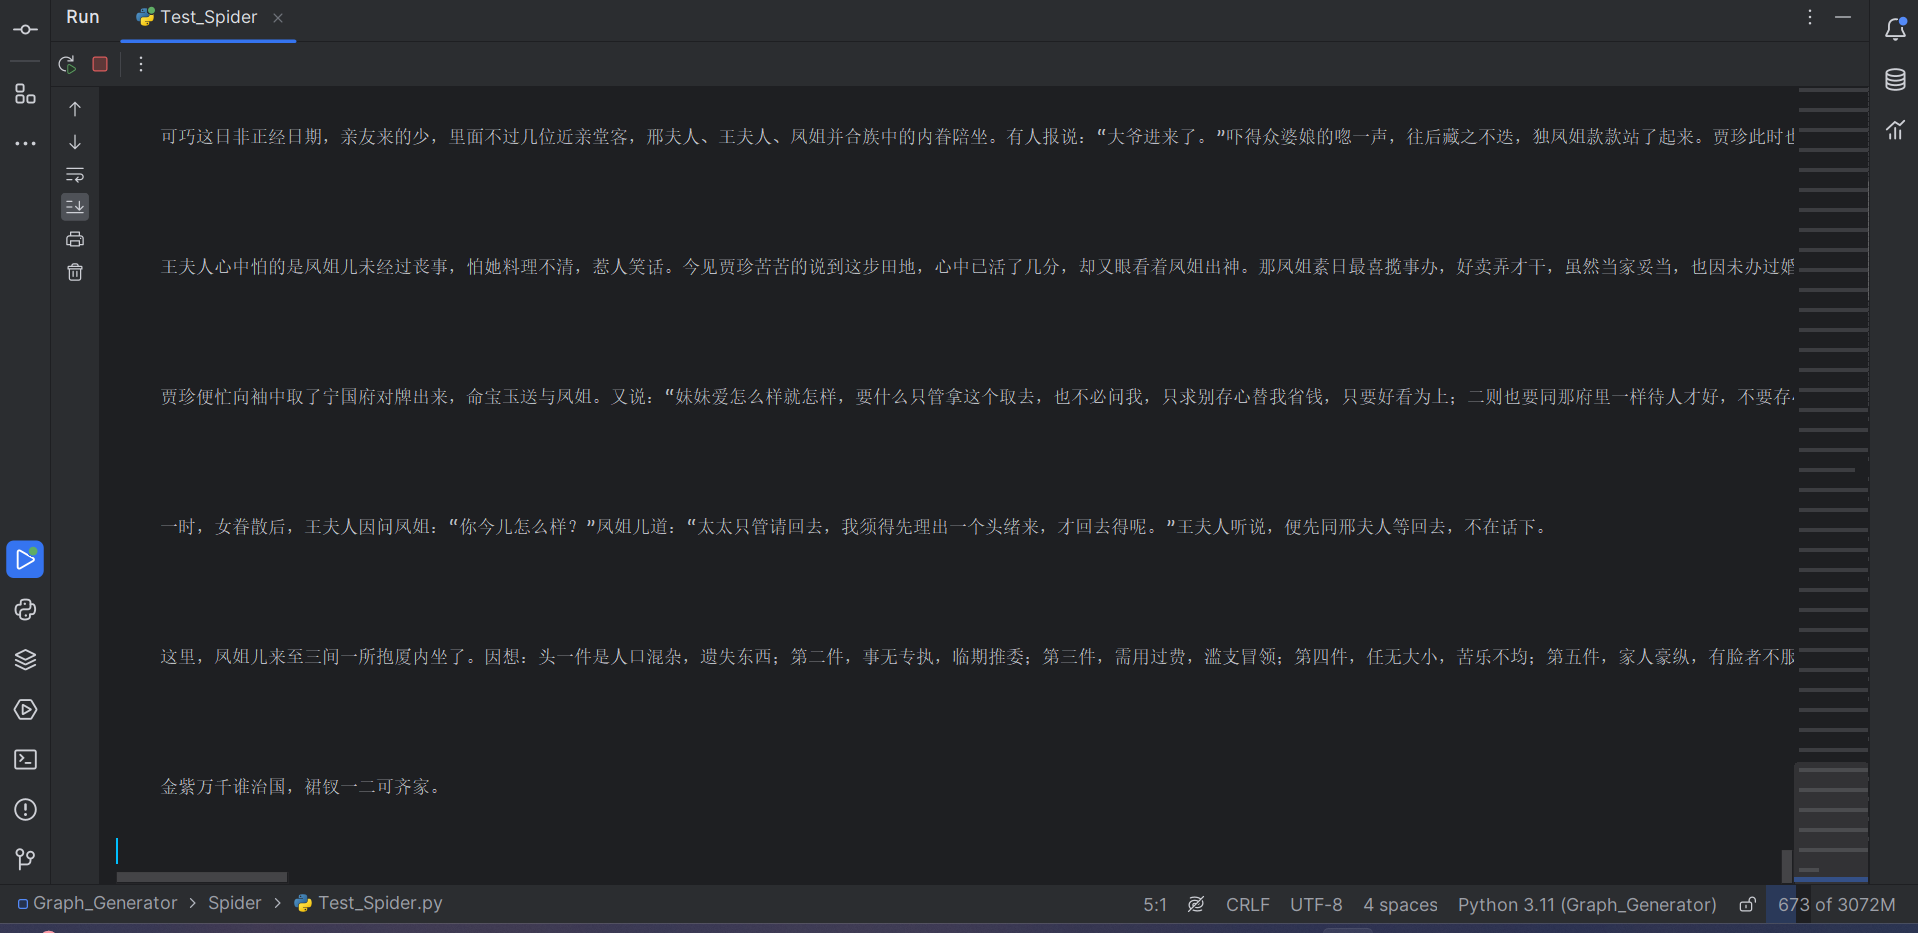 Run
Test_Spider
可巧这日非正经日期，亲友来的少，里面不过几位近亲堂客，邢夫人、王夫人、凤姐并合族中的内眷陪坐。有人报说：“大爷进来了。”吓得众婆娘的唿一声，往后藏之不迭，独凤姐款款站了起来。贾珍此时也
王夫人心中怕的是凤姐儿未经过丧事，怕她料理不清，惹人笑话。今见贾珍苦苦的说到这步田地，心中已活了几分，却又眼看着凤姐出神。那凤姐素日最喜揽事办，好卖弄才干，虽然当家妥当，也因未办过婚
贾珍便忙向袖中取了宁国府对牌出来，命宝玉送与凤姐。又说：“妹妹爱怎么样就怎样，要什么只管拿这个取去，也不必问我，只求别存心替我省钱，只要好看为上；二则也要同那府里一样待人才好，不要存
一时，女眷散后，王夫人因问凤姐：“你今儿怎么样？”凤姐儿道：“太太只管请回去，我须得先理出一个头绪来，才回去得呢。”王夫人听说，便先同邢夫人等回去，不在话下。
这里，凤姐儿来至三间一所抱厦内坐了。因想：头一件是人口混杂，遗失东西；第二件，事无专执，临期推委；第三件，需用过费，滥支冒领；第四件，任无大小，苦乐不均；第五件，家人豪纵，有脸者不服
金紫万千谁治国，裙钗一二可齐家。
Graph_Generator > Spider > Test_Spider.py
5:1 CRLF UTF-8 4 spaces Python 3.11 (Graph_Generator) 673 of 3072M